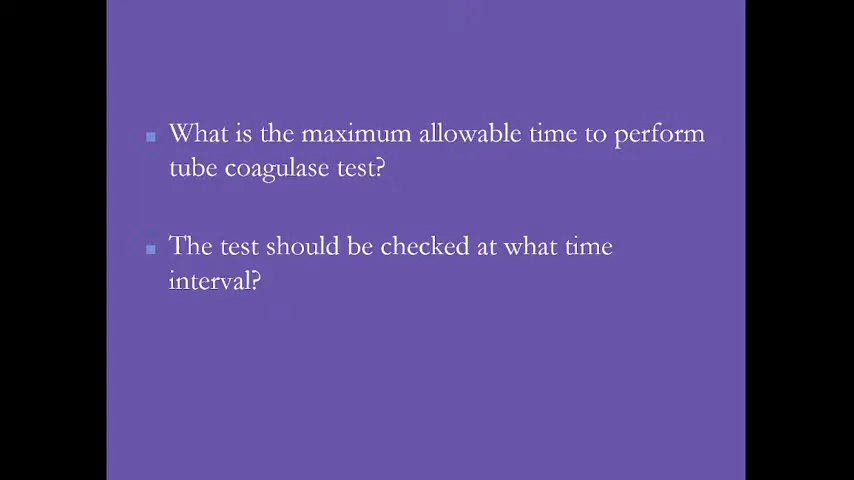 What is the maximum allowable time to perform
tube coagulase test?
The test should be checked at what time
interval?